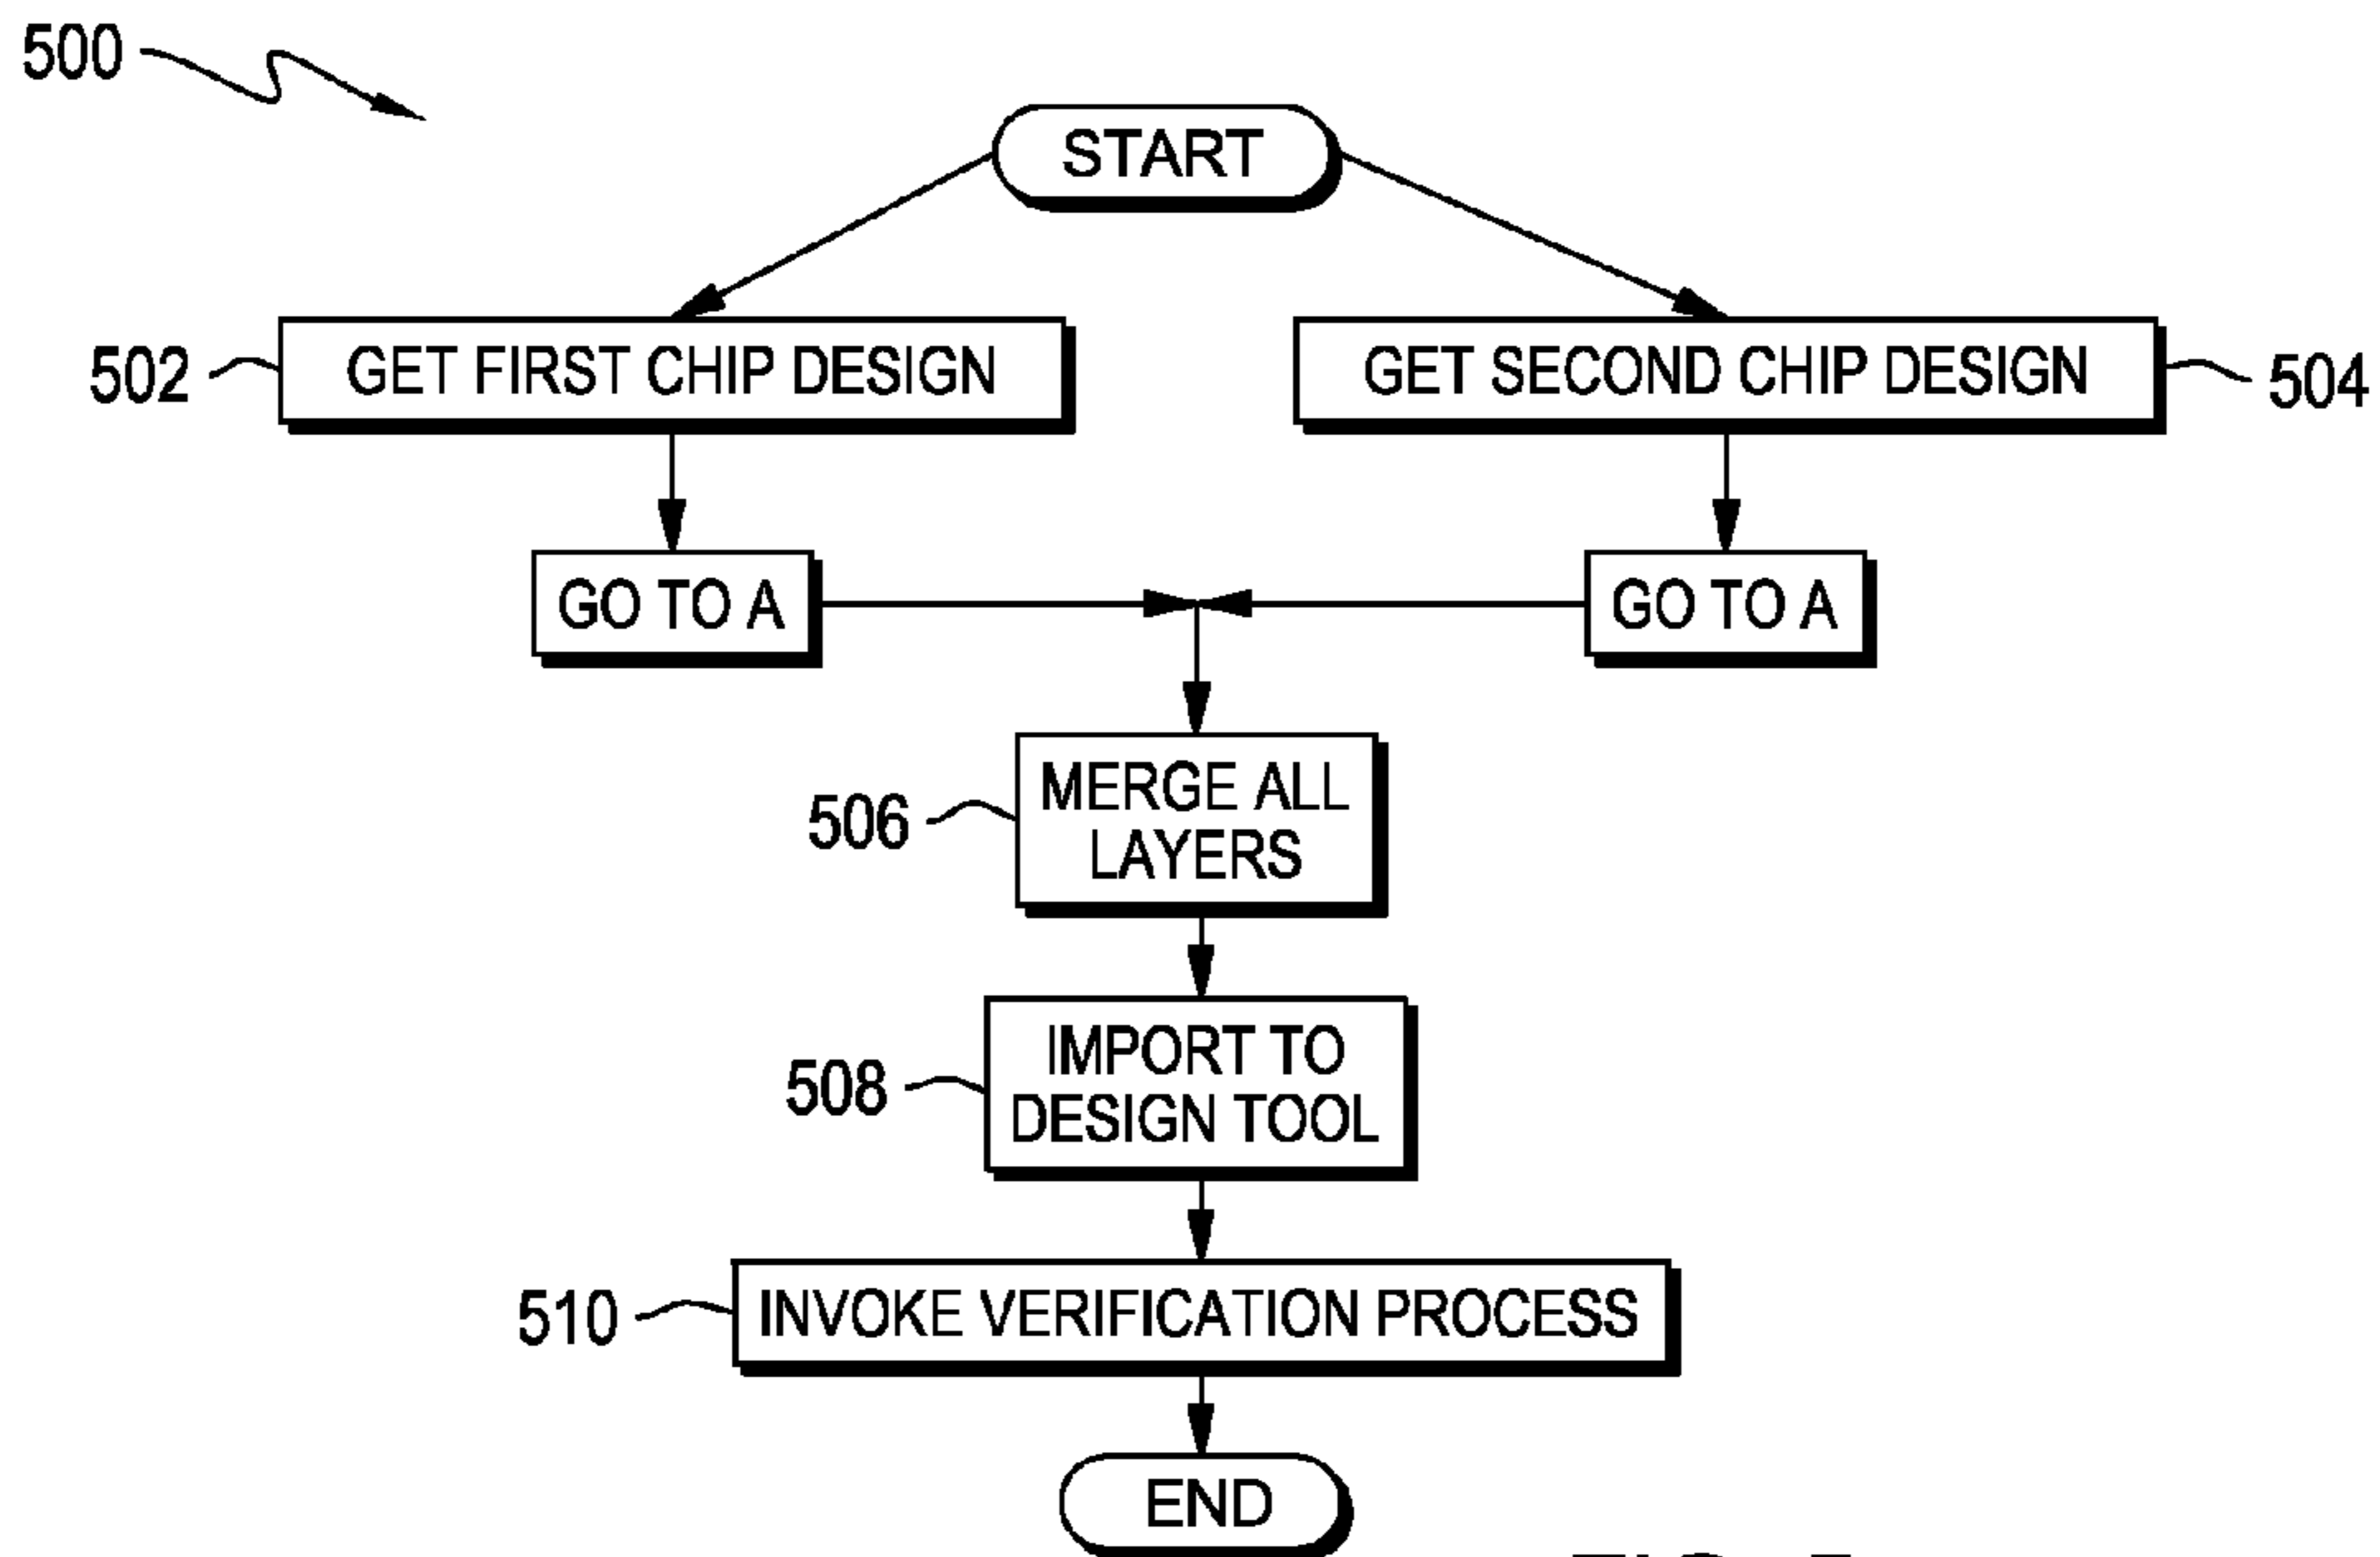 500
START
502
GET FIRST CHIP DESIGN
GET SECOND CHIP DESIGN
504
GO TO A
GO TO A
506
MERGE ALL
LAYERS
508
IMPORT TO
DESIGN TOOL
510
INVOKE VERIFICATION PROCESS
END